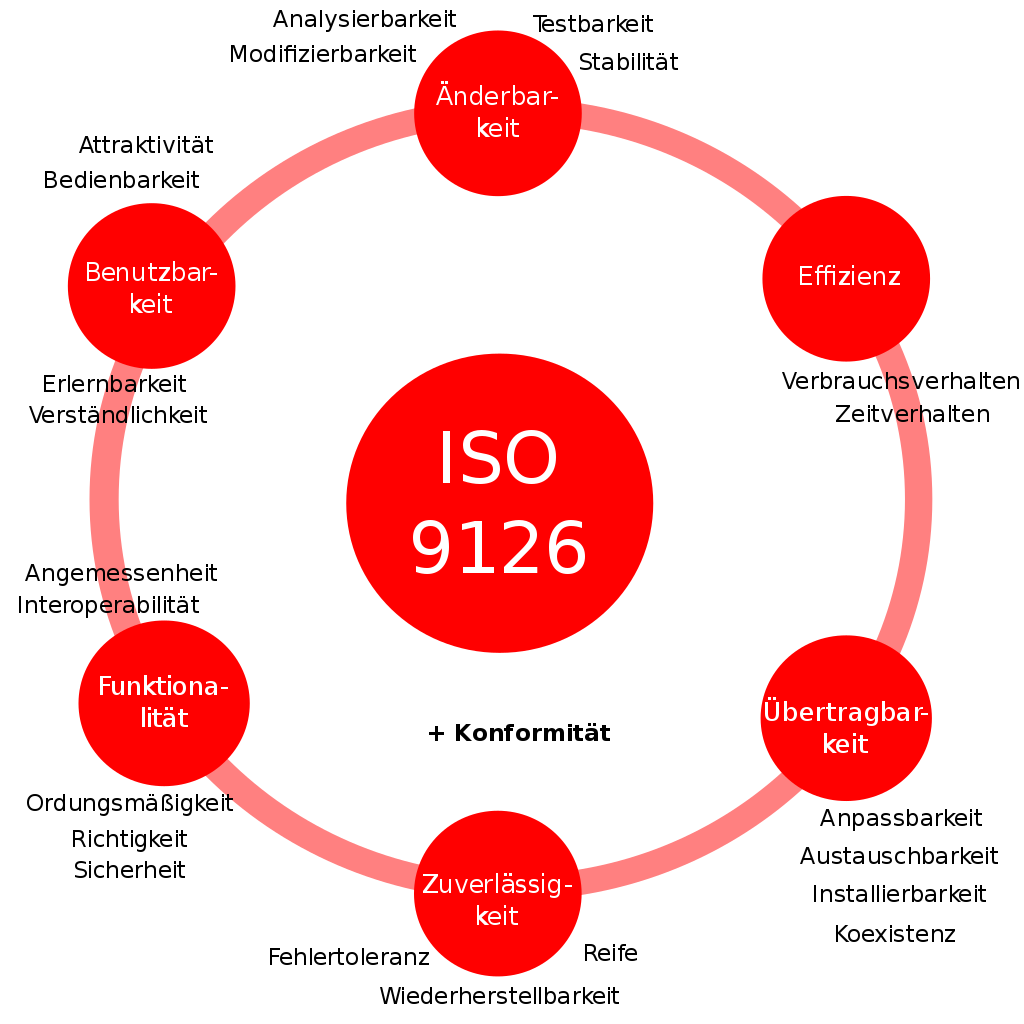 Analysierbarkeit
Testbarkeit
Modifizierbarkeit
Stabilität
Änderbar-
keit
Attraktivität
Bedienbarkeit
Benutzbar-
keit
Erlernbarkeit
Verständlichkeit
Effizienz
Verbrauchsverhalten
Zeitverhalten
ISO
9126
Angemessenheit
Interoperabilität
Funktiona-
lität
Ordungsmäßigkeit
Richtigkeit
Sicherheit
+ Konformität
Übertragbar-
keit
Anpassbarkeit
Austauschbarkeit
Installierbarkeit
Koexistenz
Zuverlässig-
keit
Fehlertoleranz
Reife
Wiederherstellbarkeit